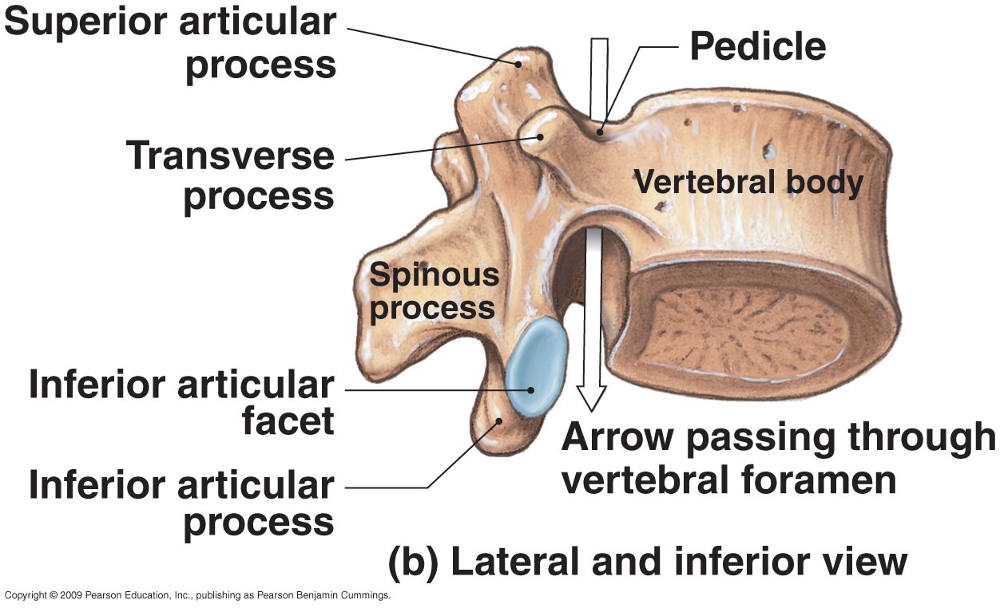 Superior articular
process
Pedicle
Transverse
process
Vertebral body
Spinous
process
Inferior articular
facet
Arrow passing through
vertebral foramen
Inferior articular
process
(b) Lateral and inferior view
Copyright © 2009 Pearson Education, Inc., publishing as Pearson Benjamin Cummings.